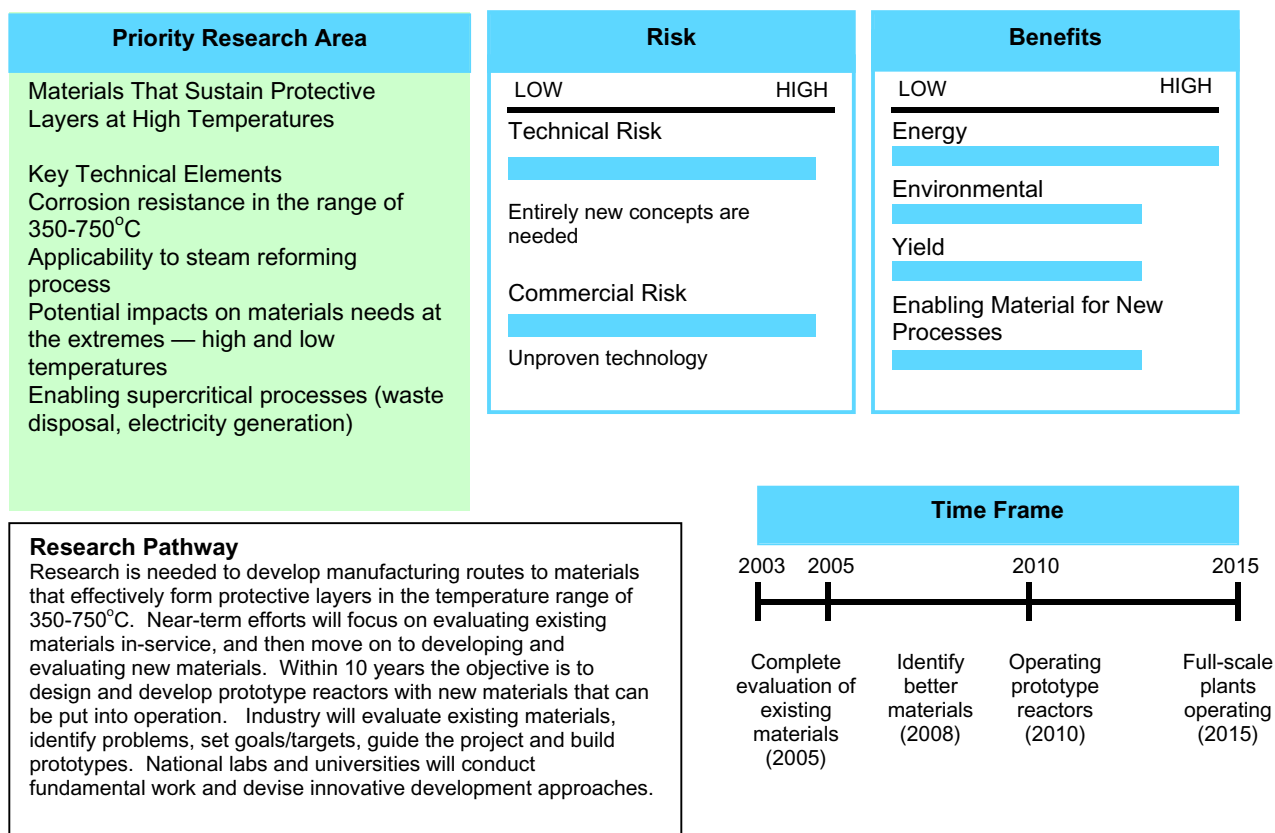 Priority Research Area
Materials That Sustain Protective
Layers at High Temperatures
Key Technical Elements
Corrosion resistance in the range of
350-750°C
Applicability to steam reforming
process
Potential impacts on materials needs at
the extremes — high and low
temperatures
Enabling supercritical processes (waste
disposal, electricity generation)
Risk
LOW HIGH
Technical Risk
Entirely new concepts are
needed
Commercial Risk
Unproven technology
Benefits
LOW HIGH
Energy
Environmental
Yield
Enabling Material for New
Processes
Research Pathway
Research is needed to develop manufacturing routes to materials
that effectively form protective layers in the temperature range of
350-750°C.  Near-term efforts will focus on evaluating existing
materials in-service, and then move on to developing and
evaluating new materials.  Within 10 years the objective is to
design and develop prototype reactors with new materials that can
be put into operation.   Industry will evaluate existing materials,
identify problems, set goals/targets, guide the project and build
prototypes.  National labs and universities will conduct
fundamental work and devise innovative development approaches.
Time Frame
2003 2005 2010 2015
Complete
evaluation of
existing
materials
(2005)
Identify
better
materials
(2008)
Operating
prototype
reactors
(2010)
Full-scale
plants
operating
(2015)